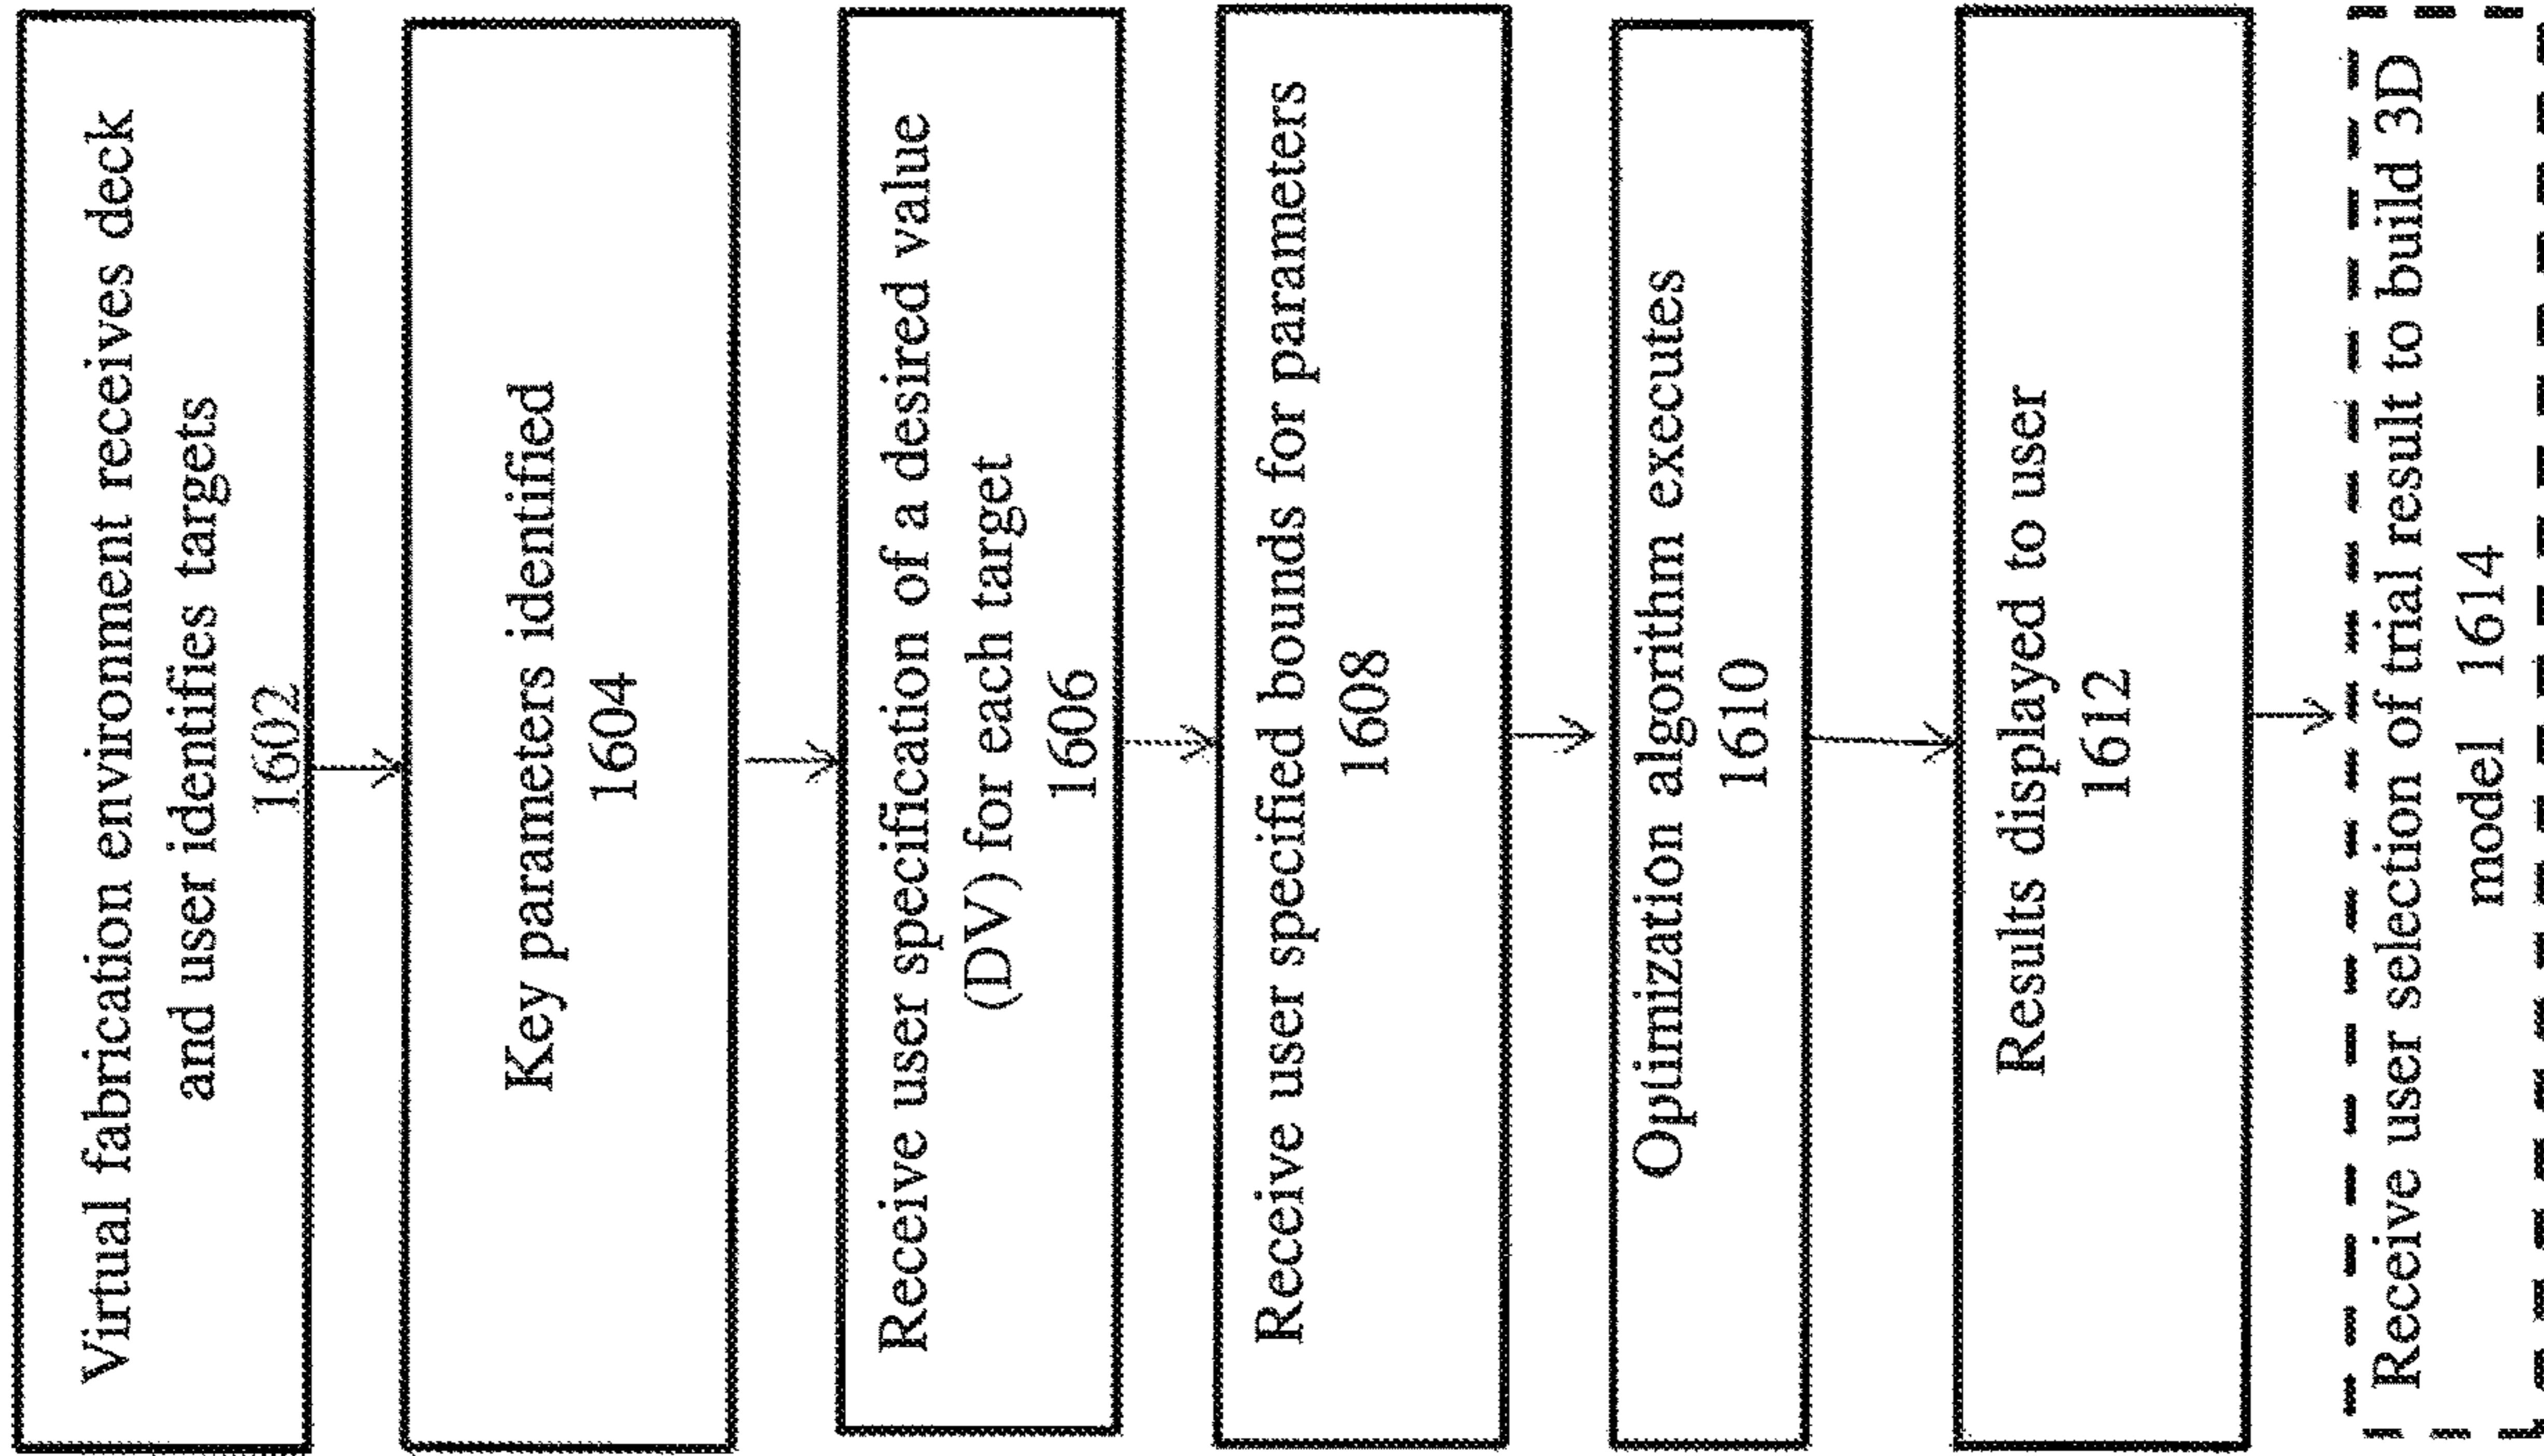 Virtual fabrication environment receives deck
and user identifies targets
1602
Key parameters identified
1604
Receive user specification of a desired value
(DV) for each target
1606
Receive user specified bounds for parameters
1608
Optimization algorithm executes
1610
Results displayed to user
1612
Receive user selection of trial result to build 3D
model 1614